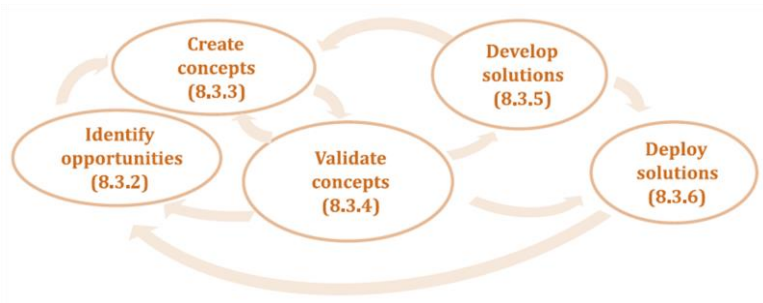 Create
concepts
(8.3.3)
Develop
solutions
(8.3.5)
Identify
opportunities
(8.3.2)
Validate
concepts
(8.3.4)
Deploy
solutions
(8.3.6)